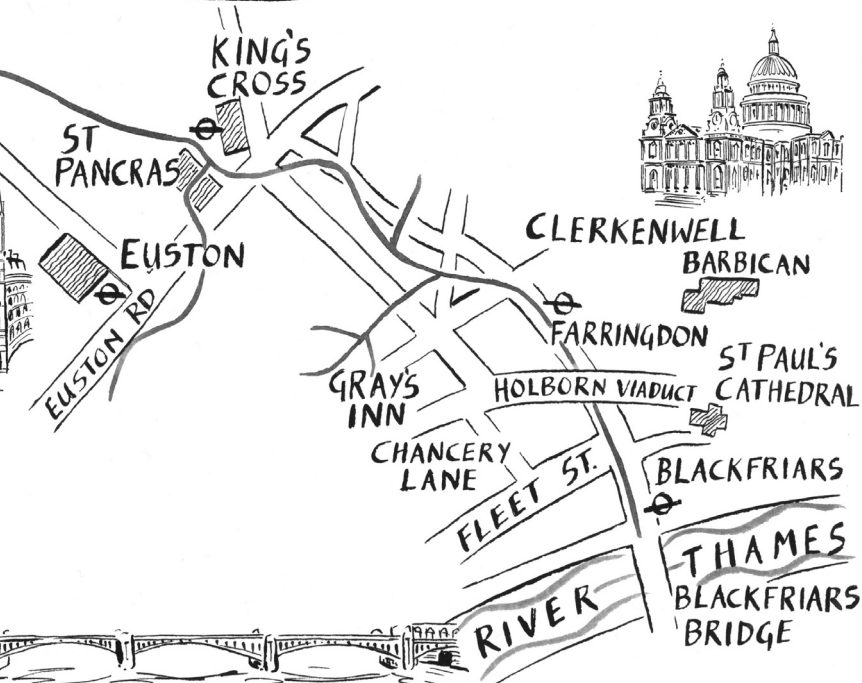 KING'S
CROSS
ST
PANCRAS
EUSTON
EUSTON RD
CLERKENWELL
BARBICAN
FARRINGDON
ST PAUL'S
CATHEDRAL
HOLBORN VIADUCT
GRAY'S
INN
CHANCERY
LANE
FLEET ST.
BLACKFRIARS
RIVER THAMES
BLACKFRIARS
BRIDGE